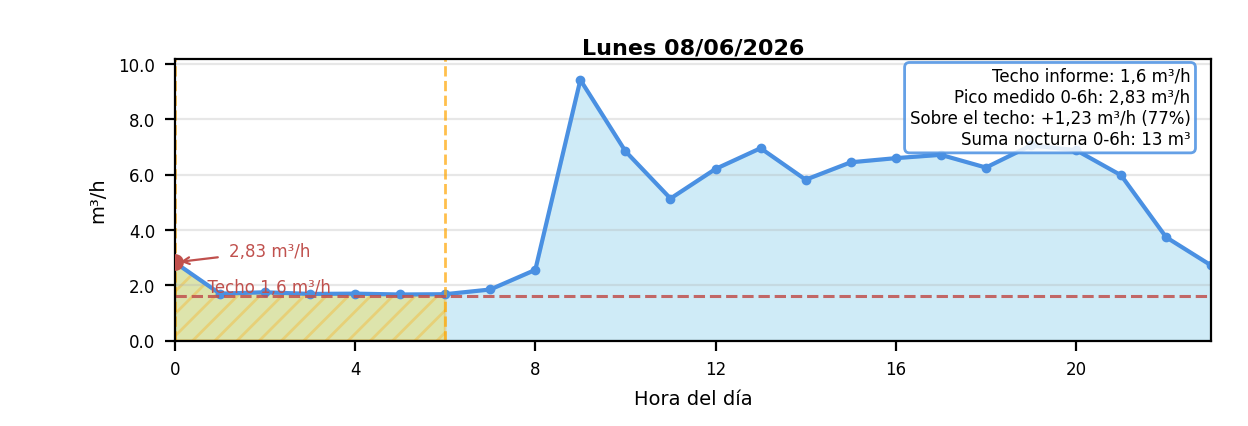 Lunes 08/06/2026
Techo informe: 1,6 m³/h
Pico medido 0-6h: 2,83 m³/h
Sobre el techo: +1,23 m³/h (77%)
Suma nocturna 0-6h: 13 m³
10.0
8.0
6.0
4.0
2.0
0.0
m³/h
2,83 m³/h
Techo 1,6 m³/h
0
4
8
12
16
20
Hora del día